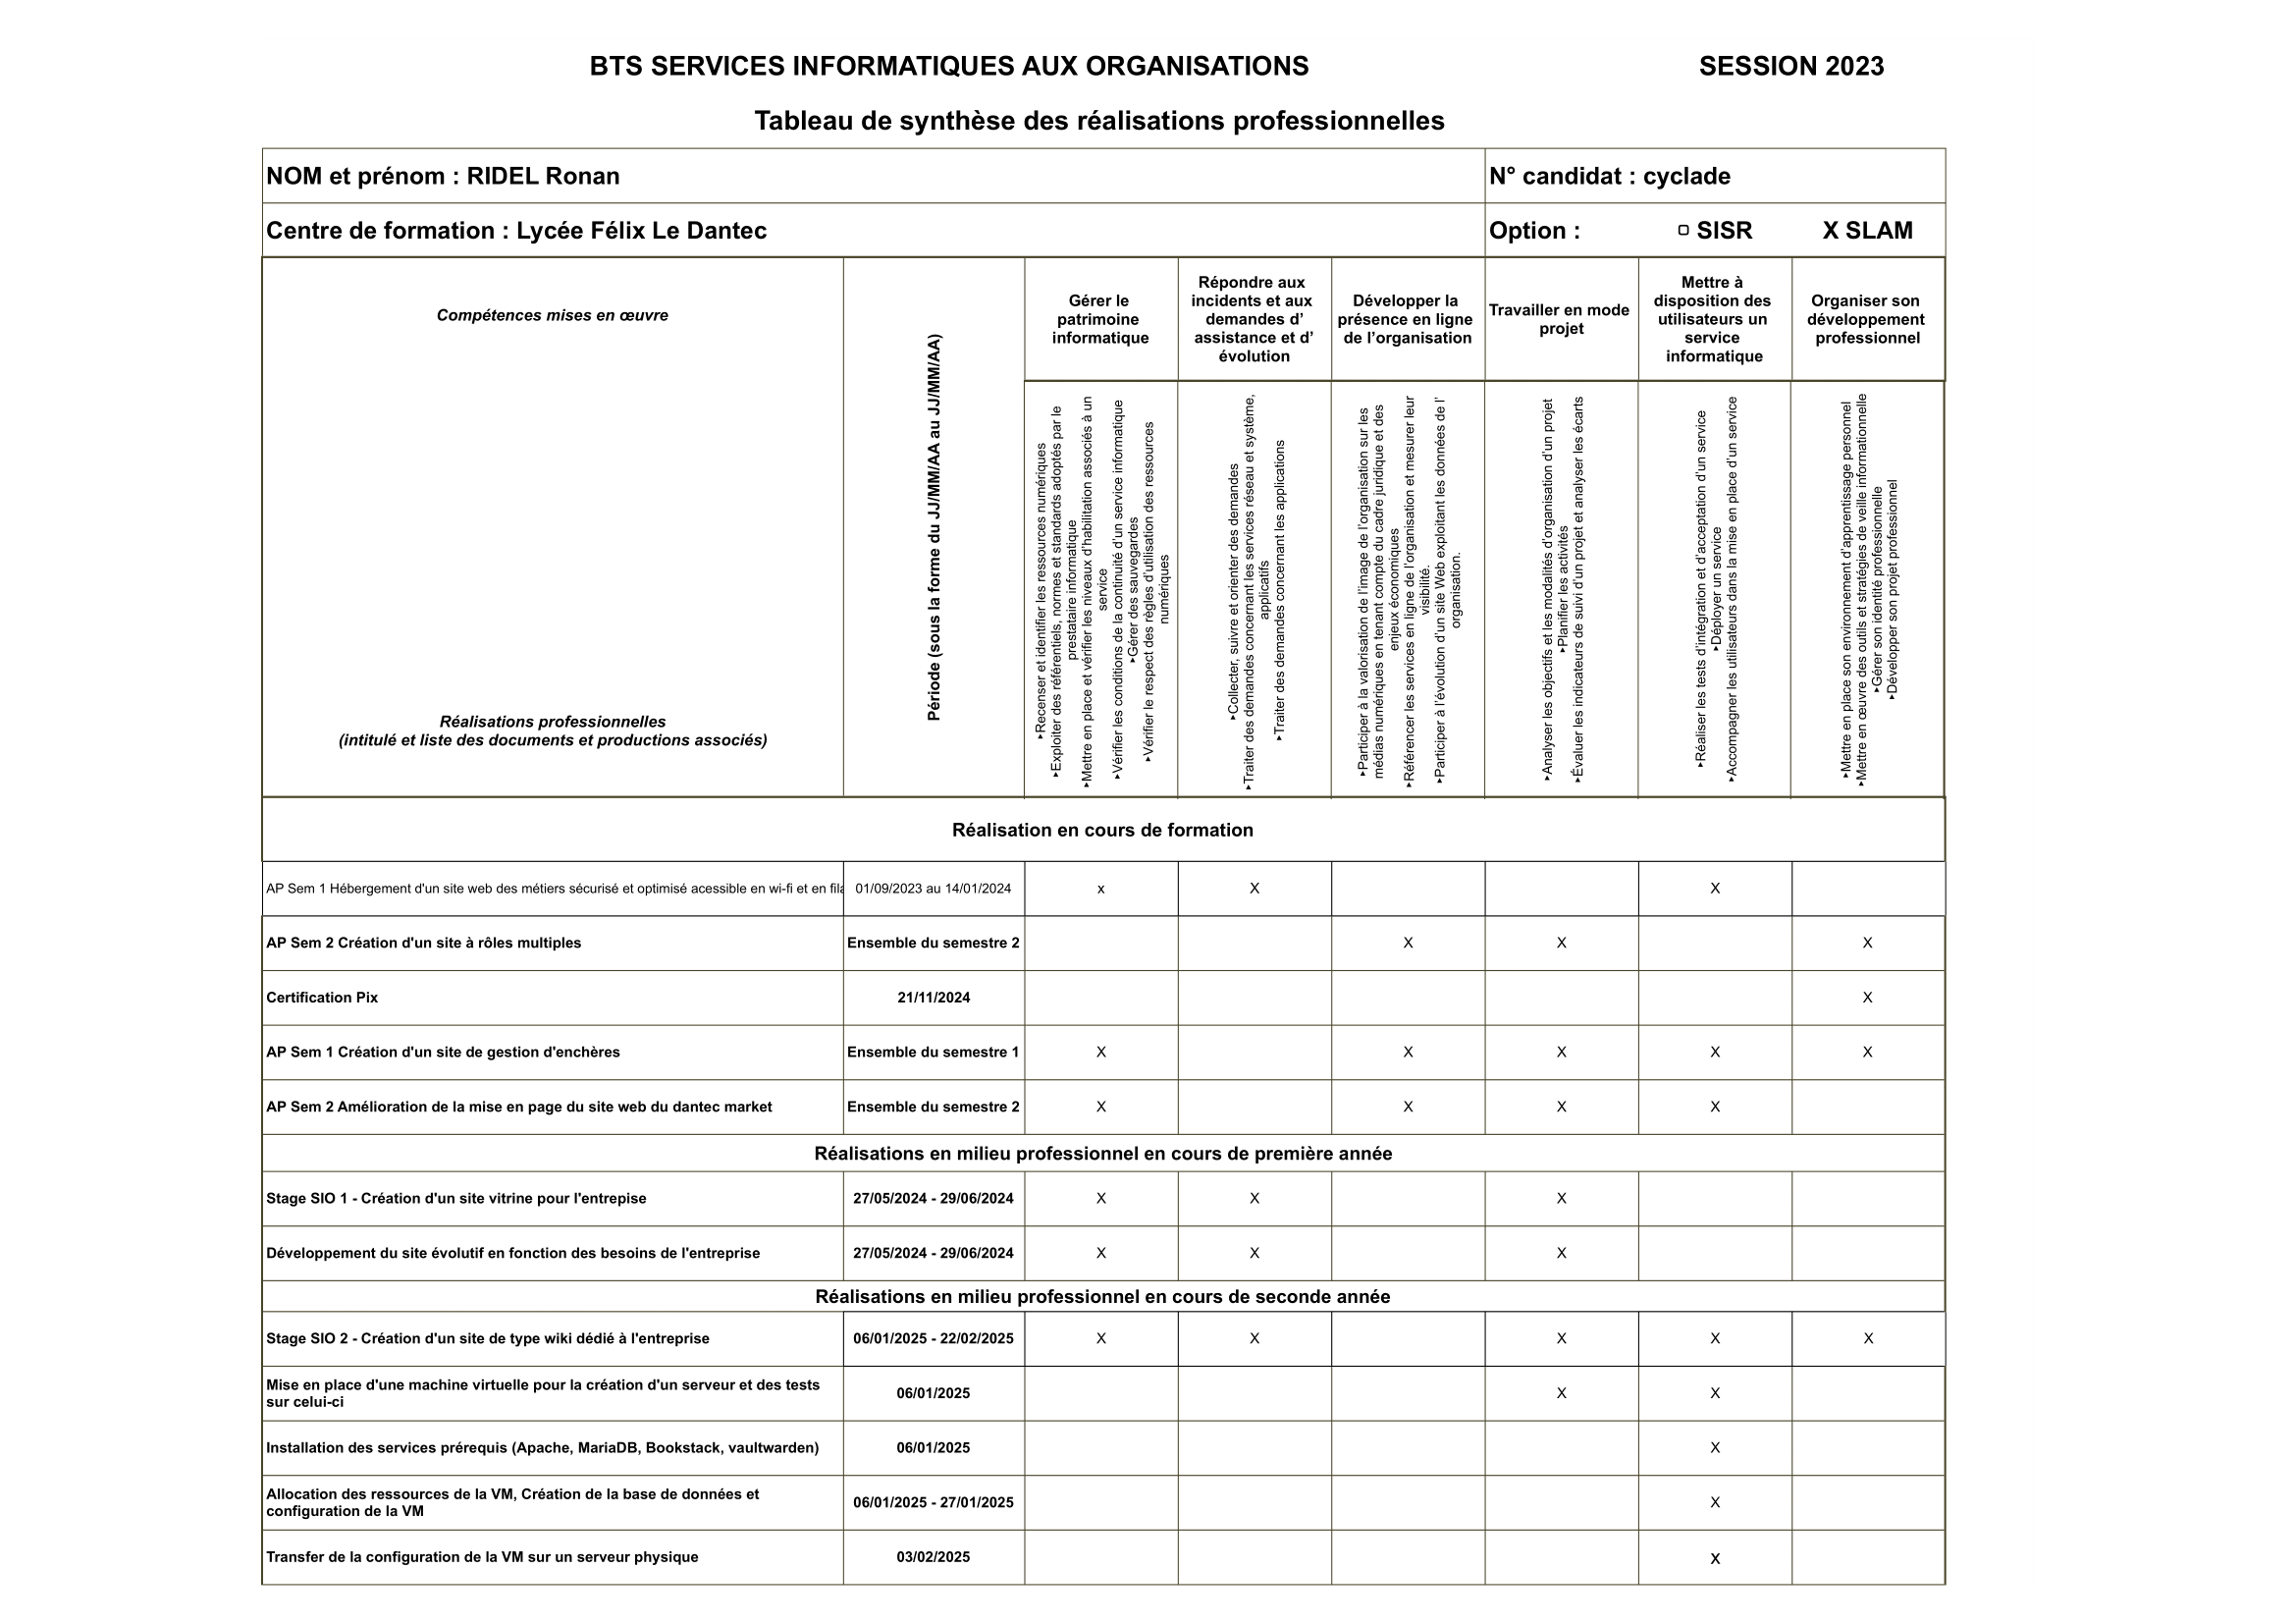 BTS SERVICES INFORMATIQUES AUX ORGANISATIONS SESSION 2023
Tableau de synthèse des réalisations professionnelles
NOM et prénom : RIDEL Ronan N° candidat : cyclade
Centre de formation : Lycée Félix Le Dantec Option : SISR X SLAM
Compétences mises en œuvre
Réalisations professionnelles
(intitulé et liste des documents et productions associés)
Période (sous la forme du JJ/MM/AA au JJ/MM/AA)
Gérer le
patrimoine
informatique
Répondre aux
incidents et aux
demandes d’
assistance et d’
évolution
Développer la
présence en ligne
de l’organisation
Travailler en mode
projet
Mettre à
disposition des
utilisateurs un
service
informatique
Organiser son
développement
professionnel
▸Recenser et identifier les ressources numériques
▸Exploiter des référentiels, normes et standards adoptés par le
prestataire informatique
▸Mettre en place et vérifier les niveaux d’habilitation associés à un
service
▸Vérifier les conditions de la continuité d’un service informatique
▸Gérer des sauvegardes
▸Vérifier le respect des règles d’utilisation des ressources
numériques
▸Collecter, suivre et orienter des demandes
▸Traiter des demandes concernant les services réseau et système,
applicatifs
▸Traiter des demandes concernant les applications
▸Participer à la valorisation de l’image de l’organisation sur les
médias numériques en tenant compte du cadre juridique et des
enjeux économiques
▸Référencer les services en ligne de l’organisation et mesurer leur
visibilité.
▸Participer à l’évolution d’un site Web exploitant les données de l’
organisation.
▸Analyser les objectifs et les modalités d’organisation d’un projet
▸Planifier les activités
▸Évaluer les indicateurs de suivi d’un projet et analyser les écarts
▸Réaliser les tests d’intégration et d’acceptation d’un service
▸Déployer un service
▸Accompagner les utilisateurs dans la mise en place d’un service
▸Mettre en place son environnement d’apprentissage personnel
▸Mettre en œuvre des outils et stratégies de veille informationnelle
▸Gérer son identité professionnelle
▸Développer son projet professionnel
Réalisation en cours de formation
AP Sem 1 Hébergement d'un site web des métiers sécurisé et optimisé acessible en wi-fi et en fila 01/09/2023 au 14/01/2024 x X X
AP Sem 2 Création d'un site à rôles multiples Ensemble du semestre 2 X X X
Certification Pix 21/11/2024 X
AP Sem 1 Création d'un site de gestion d'enchères Ensemble du semestre 1 X X X X X
AP Sem 2 Amélioration de la mise en page du site web du dantec market Ensemble du semestre 2 X X X X
Réalisations en milieu professionnel en cours de première année
Stage SIO 1 - Création d'un site vitrine pour l'entrepise 27/05/2024 - 29/06/2024 X X X
Développement du site évolutif en fonction des besoins de l'entreprise 27/05/2024 - 29/06/2024 X X X
Réalisations en milieu professionnel en cours de seconde année
Stage SIO 2 - Création d'un site de type wiki dédié à l'entreprise 06/01/2025 - 22/02/2025 X X X X X
Mise en place d'une machine virtuelle pour la création d'un serveur et des tests
sur celui-ci 06/01/2025 X X
Installation des services prérequis (Apache, MariaDB, Bookstack, vaultwarden) 06/01/2025 X
Allocation des ressources de la VM, Création de la base de données et
configuration de la VM 06/01/2025 - 27/01/2025 X
Transfer de la configuration de la VM sur un serveur physique 03/02/2025 X